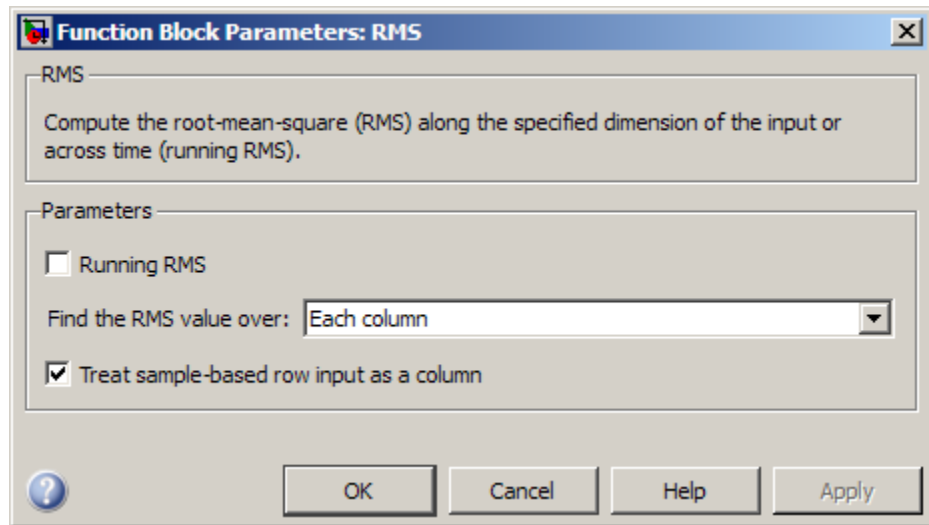 Function Block Parameters: RMS
RMS
Compute the root-mean-square (RMS) along the specified dimension of the input or
across time (running RMS).
Parameters
Running RMS
Find the RMS value over: Each column
Treat sample-based row input as a column
OK Cancel Help Apply